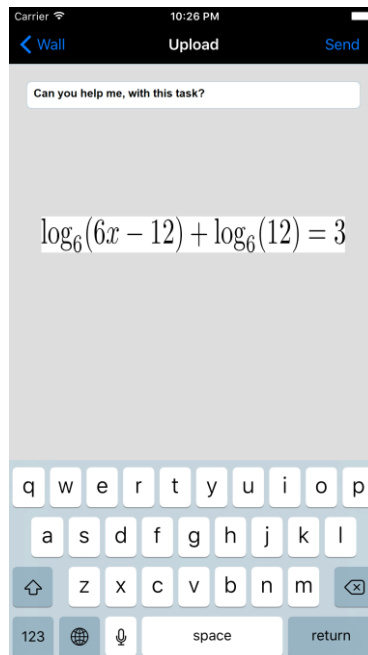 Carrier 10:26 PM
Wall Upload Send
Can you help me, with this task?
log₆(6x − 12) + log₆(12) = 3
q w e r t y u i o p
a s d f g h j k l
z x c v b n m
123 space return